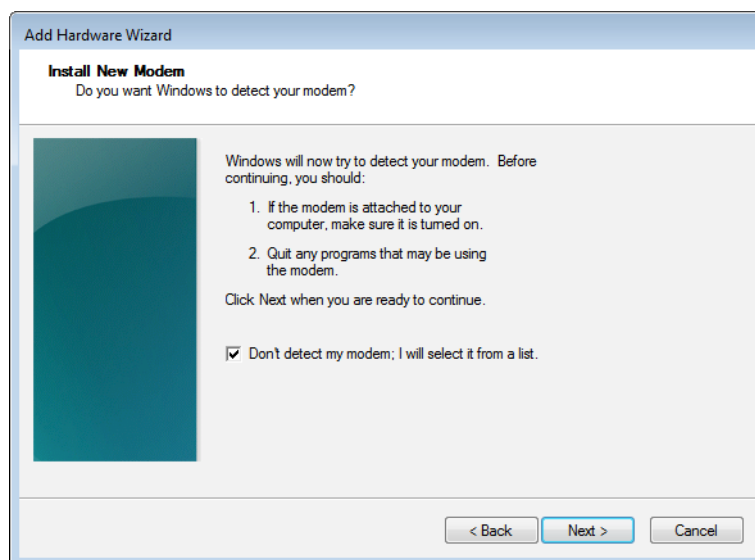 Add Hardware Wizard
Install New Modem
Do you want Windows to detect your modem?
Windows will now try to detect your modem. Before
continuing, you should:
1. If the modem is attached to your
computer, make sure it is turned on.
2. Quit any programs that may be using
the modem.
Click Next when you are ready to continue.
Don't detect my modem; I will select it from a list.
< Back Next > Cancel